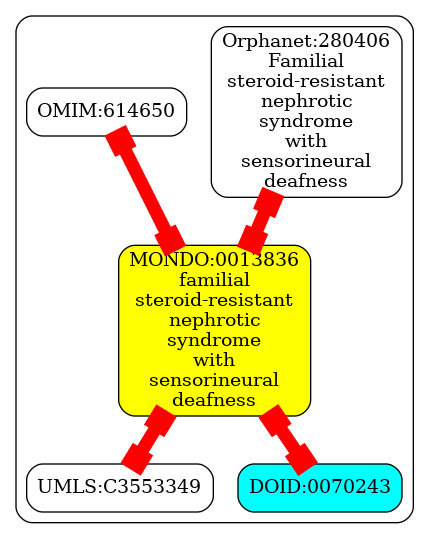 OMIM:614650
Orphanet:280406
Familial
steroid-resistant
nephrotic
syndrome
with
sensorineural
deafness
MONDO:0013836
familial
steroid-resistant
nephrotic
syndrome
with
sensorineural
deafness
UMLS:C3553349
DOID:0070243